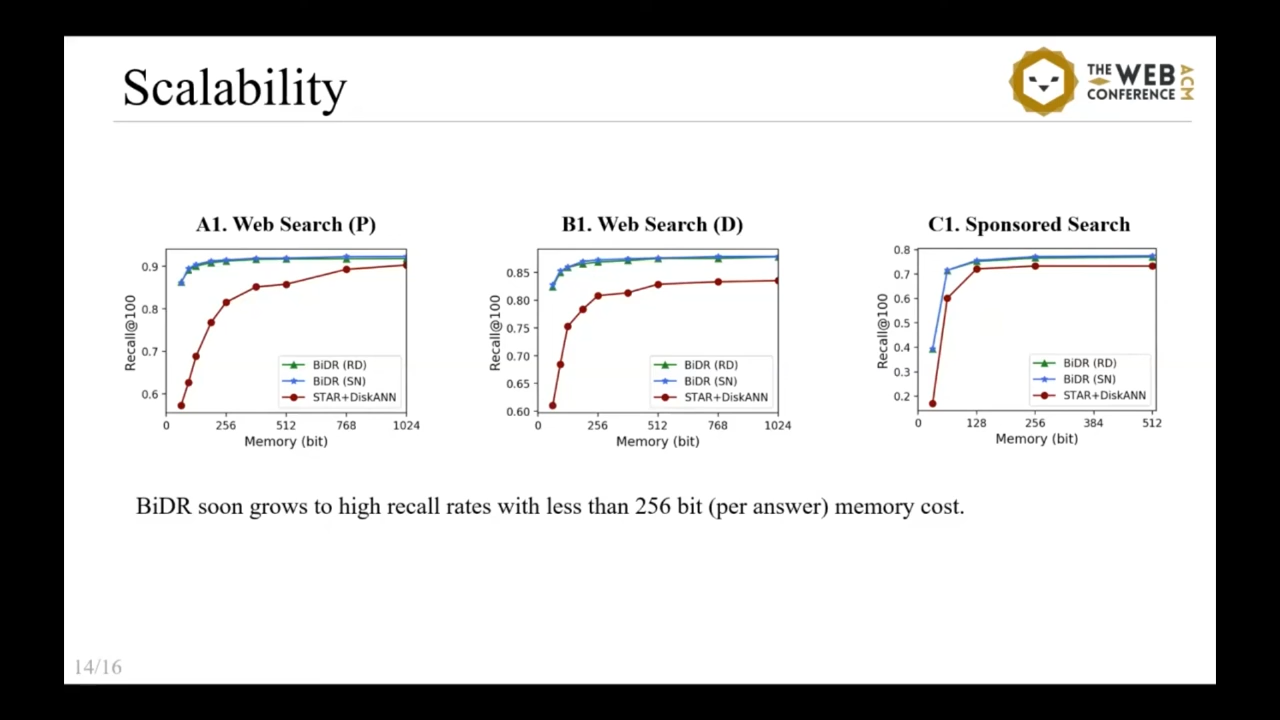 Scalability
THE WEB CONFERENCE ACM
A1. Web Search (P)
0.9
0.8
0.7
0.6
Recall@100
BiDR (RD)
BiDR (SN)
STAR+DiskANN
0 256 512 768 1024
Memory (bit)
B1. Web Search (D)
0.85
0.80
0.75
0.70
0.65
0.60
Recall@100
BiDR (RD)
BiDR (SN)
STAR+DiskANN
0 256 512 768 1024
Memory (bit)
C1. Sponsored Search
0.8
0.7
0.6
0.5
0.4
0.3
0.2
Recall@100
BiDR (RD)
BiDR (SN)
STAR+DiskANN
0 128 256 384 512
Memory (bit)
BiDR soon grows to high recall rates with less than 256 bit (per answer) memory cost.
14/16